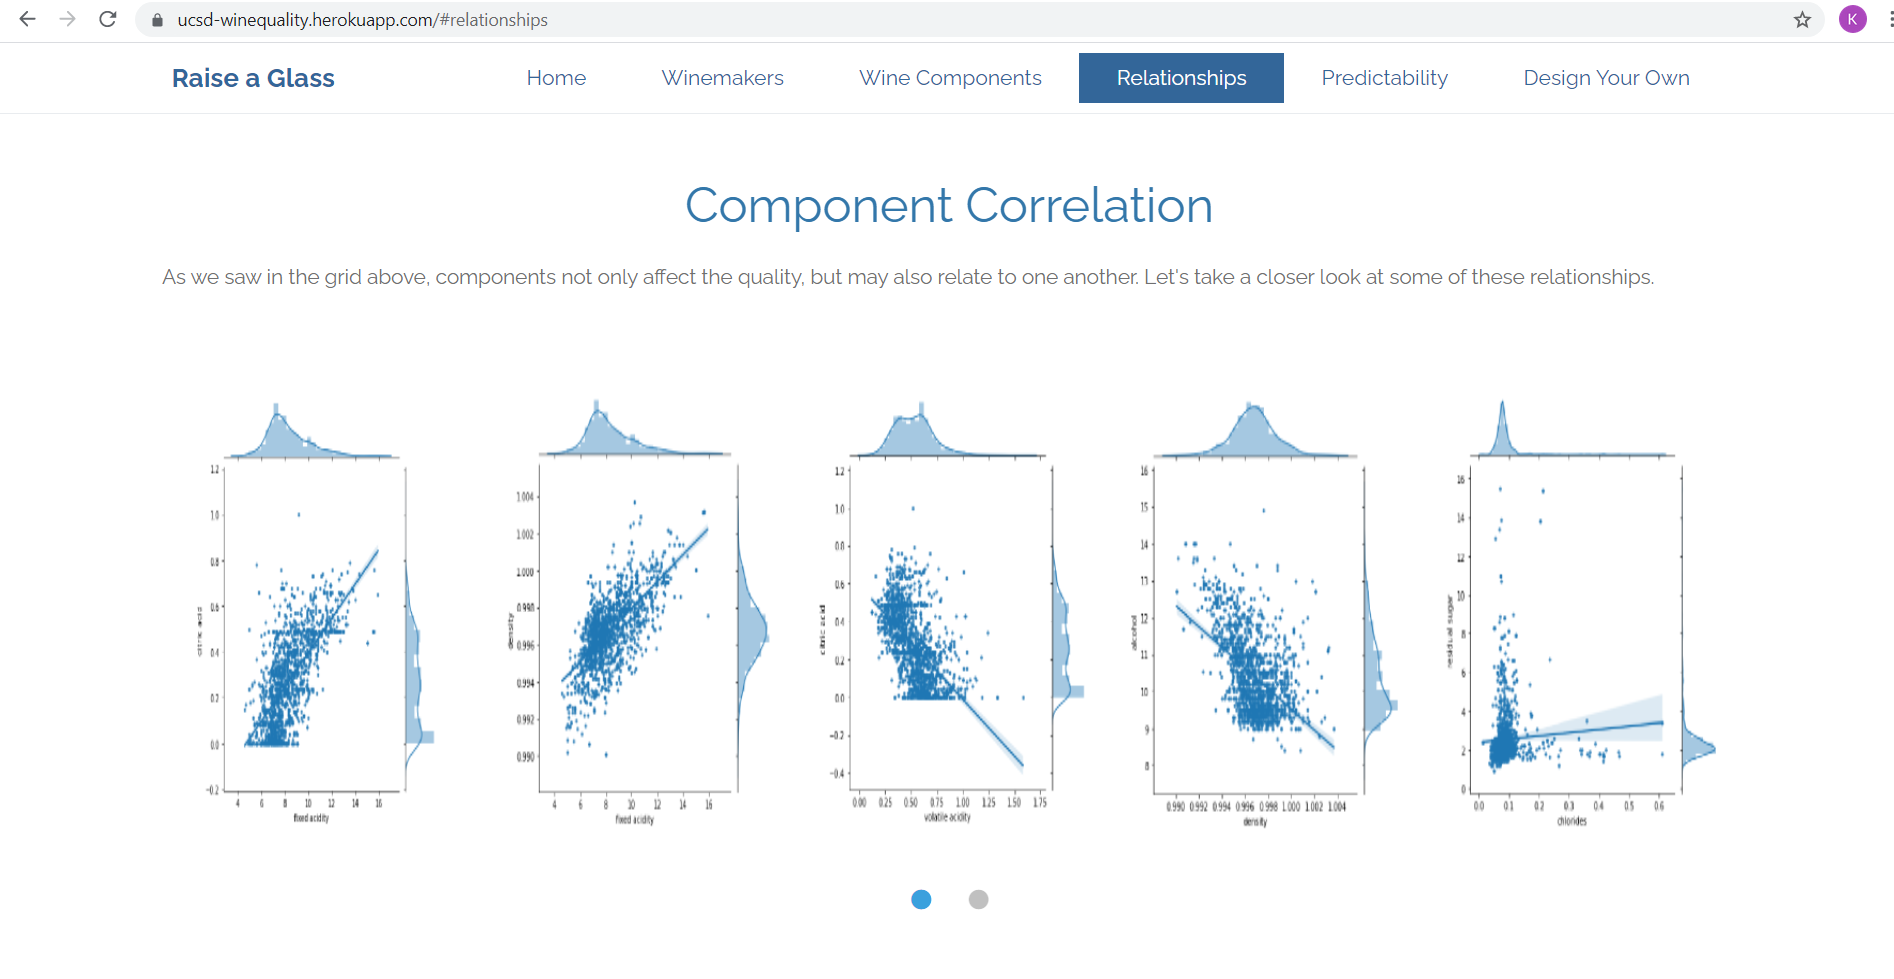 ucsd-winequality.herokuapp.com/#relationships
K
Raise a Glass
Home
Winemakers
Wine Components
Relationships
Predictability
Design Your Own
Component Correlation
As we saw in the grid above, components not only affect the quality, but may also relate to one another. Let's take a closer look at some of these relationships.
1.2
1.0
0.8
0.6
0.4
0.2
0.0
−0.2
citric acid
4 6 8 10 12 14 16
fixed acidity
1.004
1.002
1.000
0.998
0.996
0.994
0.992
0.990
density
4 6 8 10 12 14 16
fixed acidity
1.2
1.0
0.8
0.6
0.4
0.2
0.0
−0.2
−0.4
citric acid
0.00 0.25 0.50 0.75 1.00 1.25 1.50 1.75
volatile acidity
16
15
14
13
12
11
10
9
8
alcohol
0.990 0.992 0.994 0.996 0.998 1.000 1.002 1.004
density
16
14
12
10
8
6
4
2
0
residual sugar
0.0 0.1 0.2 0.3 0.4 0.5 0.6
chlorides